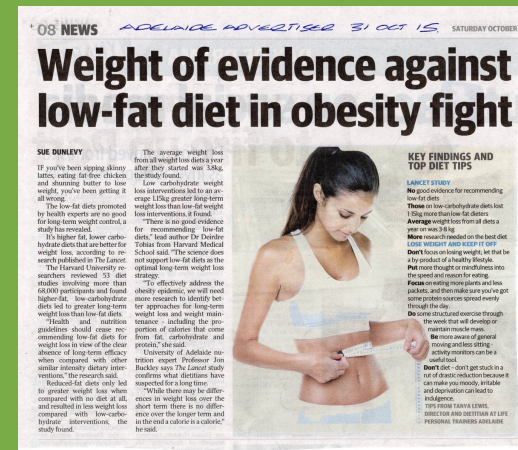 08 NEWS
ADELAIDE ADVERTISER 31 OCT 15
SATURDAY OCTOBER
Weight of evidence against
low-fat diet in obesity fight
SUE DUNLEVY
IF you've been sipping skinny
lattes, eating fat-free chicken
and shunning butter to lose
weight, you've been getting it
all wrong.
The low-fat diets promoted
by health experts are no good
for long-term weight control, a
study has revealed.
It's higher fat, lower carbo-
hydrate diets that are better for
weight loss, according to re-
search published in The Lancet.
The Harvard University re-
searchers reviewed 53 diet
studies involving more than
68,000 participants and found
higher-fat, low-carbohydrate
diets led to greater long-term
weight loss than low-fat diets.
"Health and nutrition
guidelines should cease rec-
ommending low-fat diets for
weight loss in view of the clear
absence of long-term efficacy
when compared with other
similar intensity dietary inter-
ventions," the research said.
Reduced-fat diets only led
to greater weight loss when
compared with no diet at all,
and resulted in less weight loss
compared with low-carbo-
hydrate interventions, the
study found.
The average weight loss
from all weight loss diets a year
after they started was 3.8kg,
the study found.
Low carbohydrate weight
loss interventions led to an av-
erage 1.15kg greater long-term
weight loss than low-fat weight
loss interventions, it found.
"There is no good evidence
for recommending low-fat
diets," lead author Dr Deirdre
Tobias from Harvard Medical
School said. "The science does
not support low-fat diets as the
optimal long-term weight loss
strategy.
"To effectively address the
obesity epidemic, we will need
more research to identify bet-
ter approaches for long-term
weight loss and weight main-
tenance - including the pro-
portion of calories that come
from fat, carbohydrate and
protein," she said.
University of Adelaide nu-
trition expert Professor Jon
Buckley says The Lancet study
confirms what dietitians have
suspected for a long time.
"While there may be differ-
ences in weight loss over the
short term there is no differ-
ence over the longer term and
in the end a calorie is a calorie,"
he said.
KEY FINDINGS AND
TOP DIET TIPS
LANCET STUDY
No good evidence for recommending
low-fat diets
Those on low-carbohydrate diets lost
1.15kg more than low-fat dieters
Average weight loss from all diets a
year on was 3.8 kg
More research needed on the best diet
LOSE WEIGHT AND KEEP IT OFF
Don't focus on losing weight; let that be
a by-product of a healthy lifestyle.
Put more thought or mindfulness into
the speed and reason for eating.
Focus on eating more plants and less
packets, and then make sure you've got
some protein sources spread evenly
through the day.
Do some structured exercise through
the week that will develop or
maintain muscle mass.
Be more aware of general
moving and less sitting -
activity monitors can be a
useful tool.
Don't diet - don't get stuck in a
rut of drastic reduction because it
can make you moody, irritable
and deprivation can lead to
indulgence.
TIPS FROM TANYA LEWIS,
DIRECTOR AND DIETITIAN AT LIFE
PERSONAL TRAINERS ADELAIDE